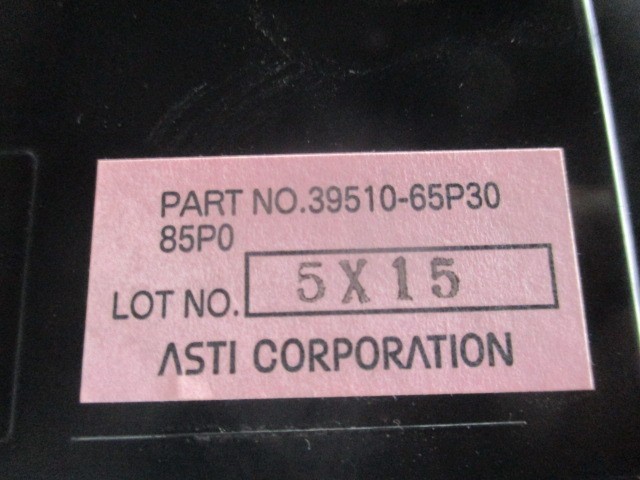 PART NO.39510-65P30
85P0
LOT NO. 5X15
ASTI CORPORATION